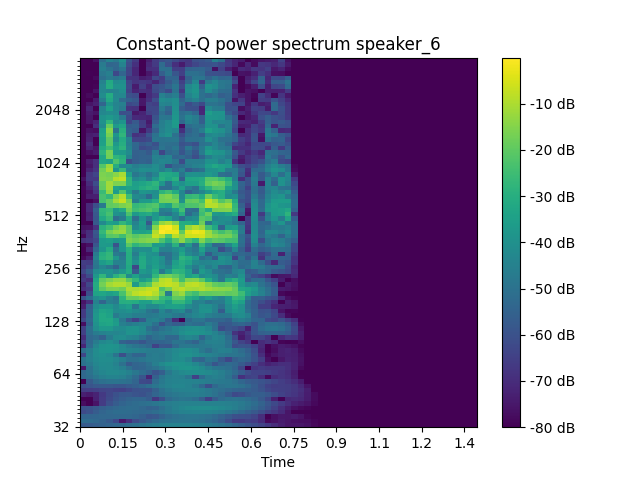 Constant-Q power spectrum speaker_6
Hz
2048
1024
512
256
128
64
32
0 0.15 0.3 0.45 0.6 0.75 0.9 1.1 1.2 1.4
Time
-10 dB
-20 dB
-30 dB
-40 dB
-50 dB
-60 dB
-70 dB
-80 dB